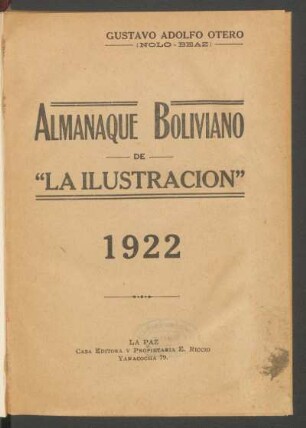 GUSTAVO ADOLFO OTERO
(NOLO-BEAZ)
ALMANAQUE BOLIVIANO
DE
“LA ILUSTRACION”
1922
LA PAZ
CASA EDITORA Y PROPIETARIA E. RICCIO
YANACOCHA 79.